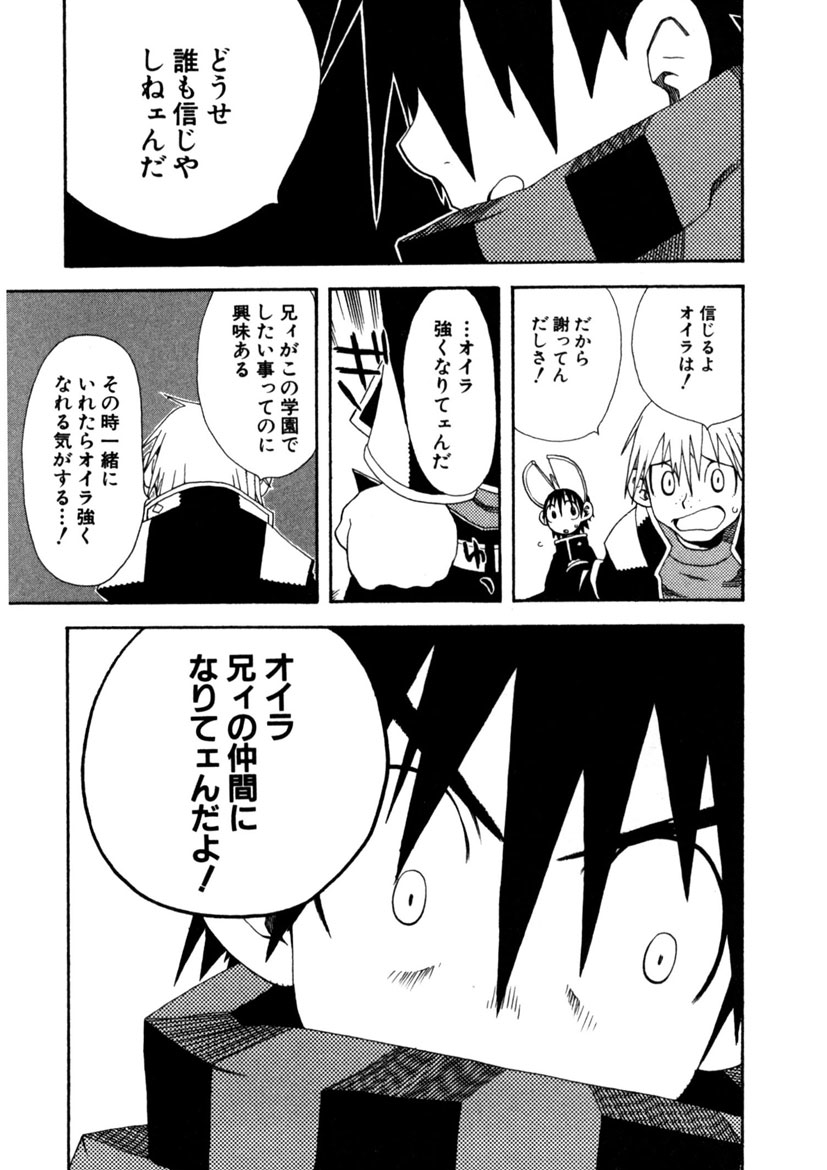 どうせ
誰も信じや
しねェんだ
信じるよ
オイラは!
だから
謝ってん
だしさ!
…オイラ
強くなりてェんだ
ギ
ゅ
兄ィがこの学園で
したい事ってのに
興味ある
その時一緒に
いれたらオイラ強く
なれる気がする…!
オイラ
兄ィの仲間に
なりてェんだよ!